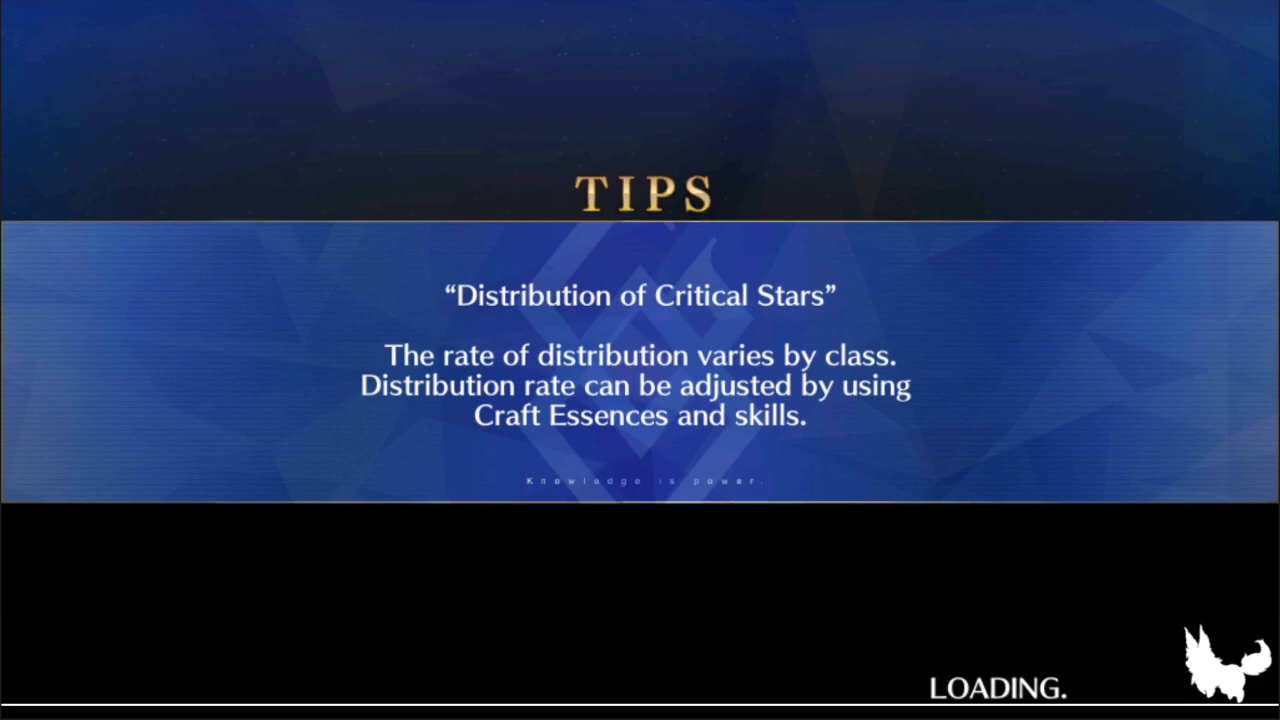 TIPS
“Distribution of Critical Stars”
The rate of distribution varies by class.
Distribution rate can be adjusted by using
Craft Essences and skills.
Knowledge is power.
LOADING.